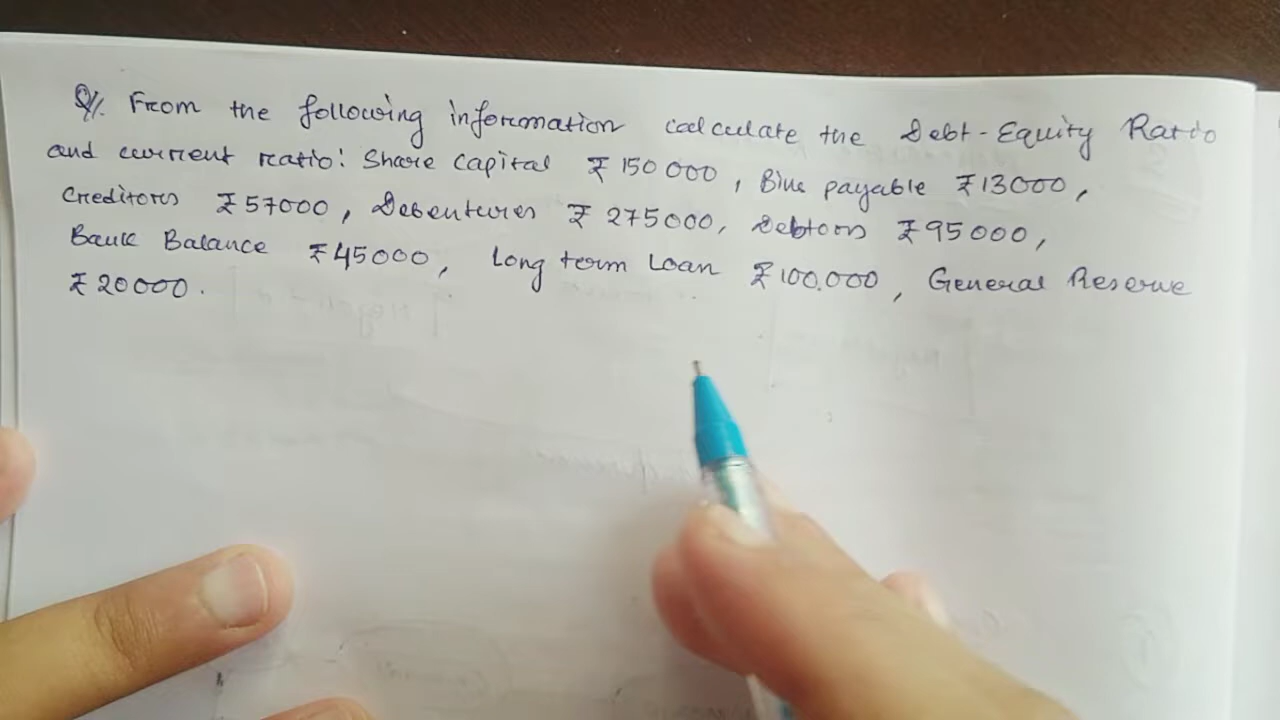 Q/. From the following information calculate the Debt-Equity Ratio
and current ratio: Share Capital ₹150000, Bills payable ₹13000,
Creditors ₹57000, Debentures ₹275000, Debtors ₹95000,
Bank Balance ₹45000, Long term Loan ₹100,000, General Reserve
₹20000.